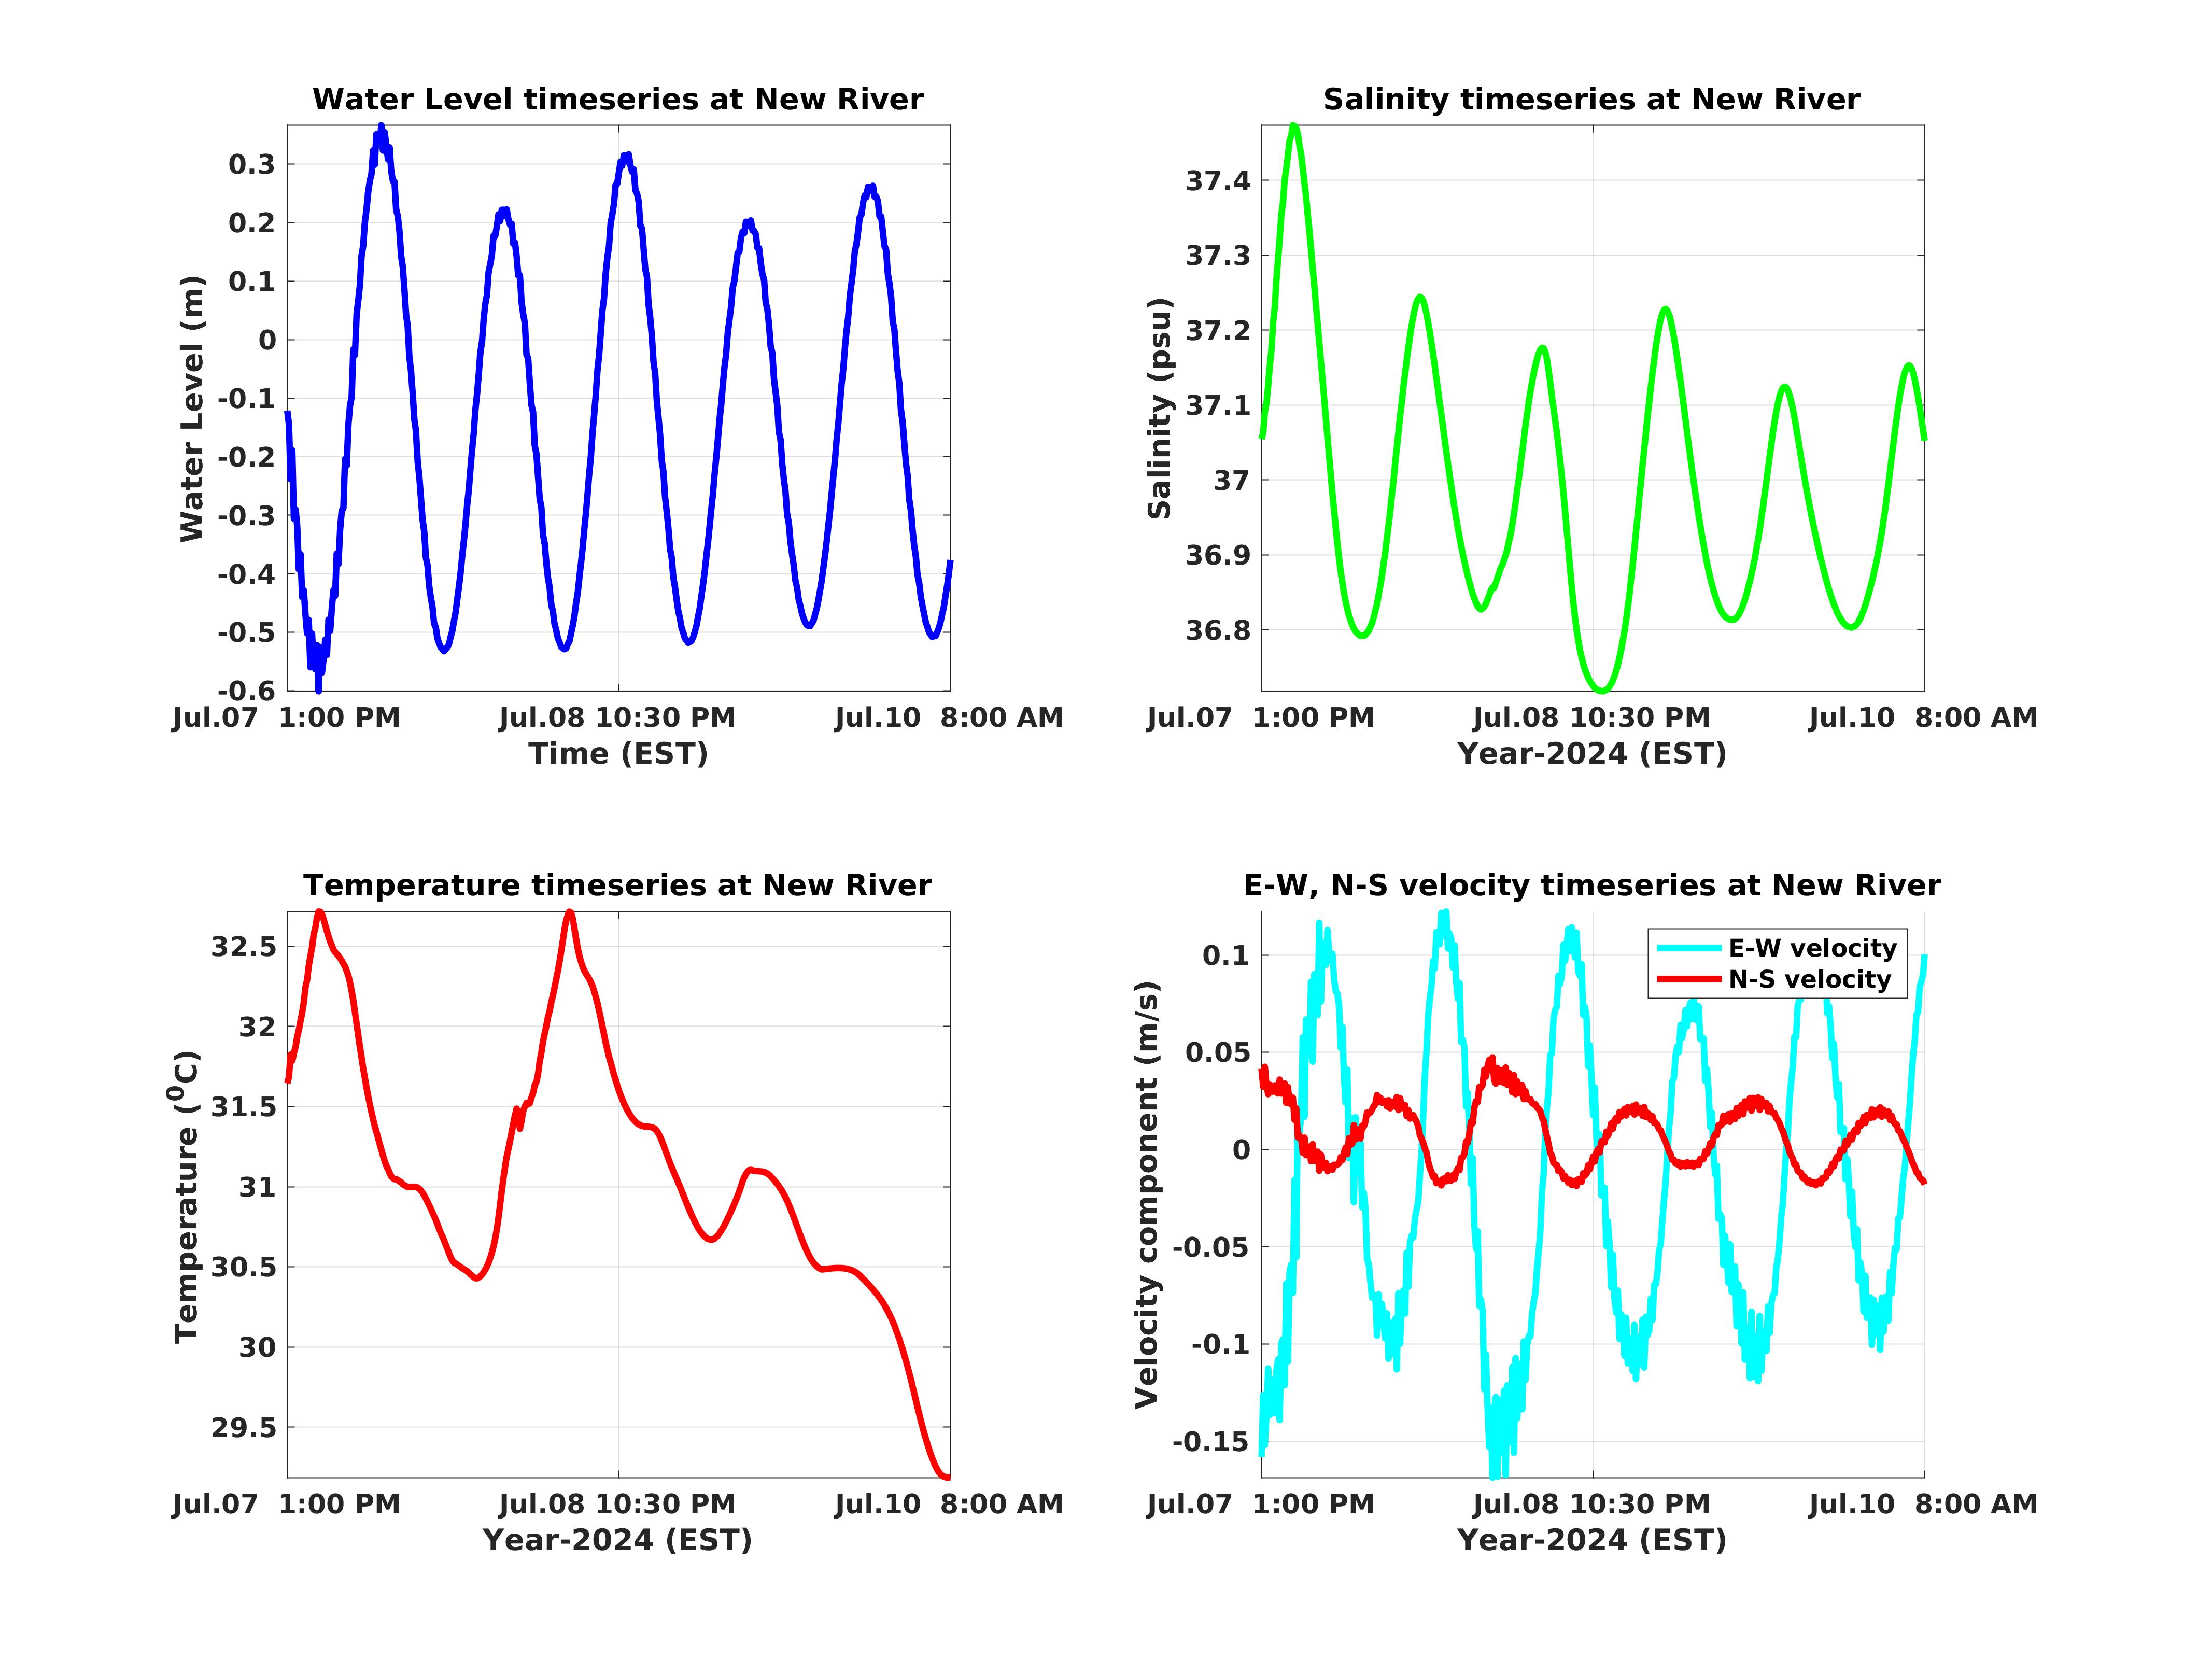 Water Level timeseries at New River
Water Level (m)
0.3
0.2
0.1
0
-0.1
-0.2
-0.3
-0.4
-0.5
-0.6
Jul.07 1:00 PM
Jul.08 10:30 PM
Jul.10 8:00 AM
Time (EST)
Salinity timeseries at New River
Salinity (psu)
37.4
37.3
37.2
37.1
37
36.9
36.8
Jul.07 1:00 PM
Jul.08 10:30 PM
Jul.10 8:00 AM
Year-2024 (EST)
Temperature timeseries at New River
Temperature (⁰C)
32.5
32
31.5
31
30.5
30
29.5
Jul.07 1:00 PM
Jul.08 10:30 PM
Jul.10 8:00 AM
Year-2024 (EST)
E-W, N-S velocity timeseries at New River
Velocity component (m/s)
0.1
0.05
0
-0.05
-0.1
-0.15
E-W velocity
N-S velocity
Jul.07 1:00 PM
Jul.08 10:30 PM
Jul.10 8:00 AM
Year-2024 (EST)